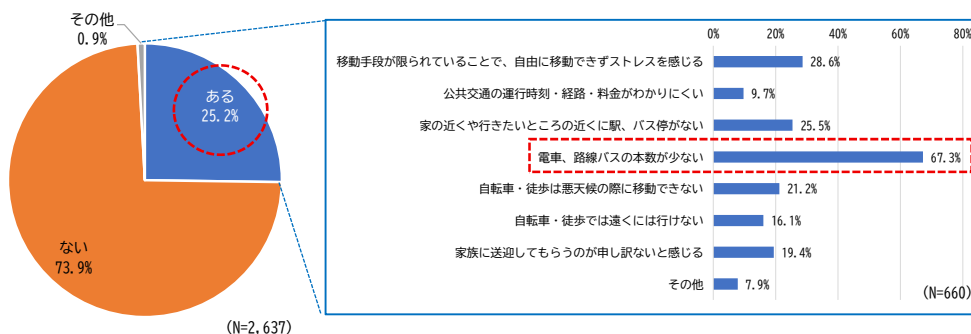 その他
0.9%
ある
25.2%
ない
73.9%
(N=2,637)
0% 20% 40% 60% 80%
移動手段が限られていることで、自由に移動できずストレスを感じる 28.6%
公共交通の運行時刻・経路・料金がわかりにくい 9.7%
家の近くや行きたいところの近くに駅、バス停がない 25.5%
電車、路線バスの本数が少ない 67.3%
自転車・徒歩は悪天候の際に移動できない 21.2%
自転車・徒歩では遠くには行けない 16.1%
家族に送迎してもらうのが申し訳ないと感じる 19.4%
その他 7.9%
(N=660)